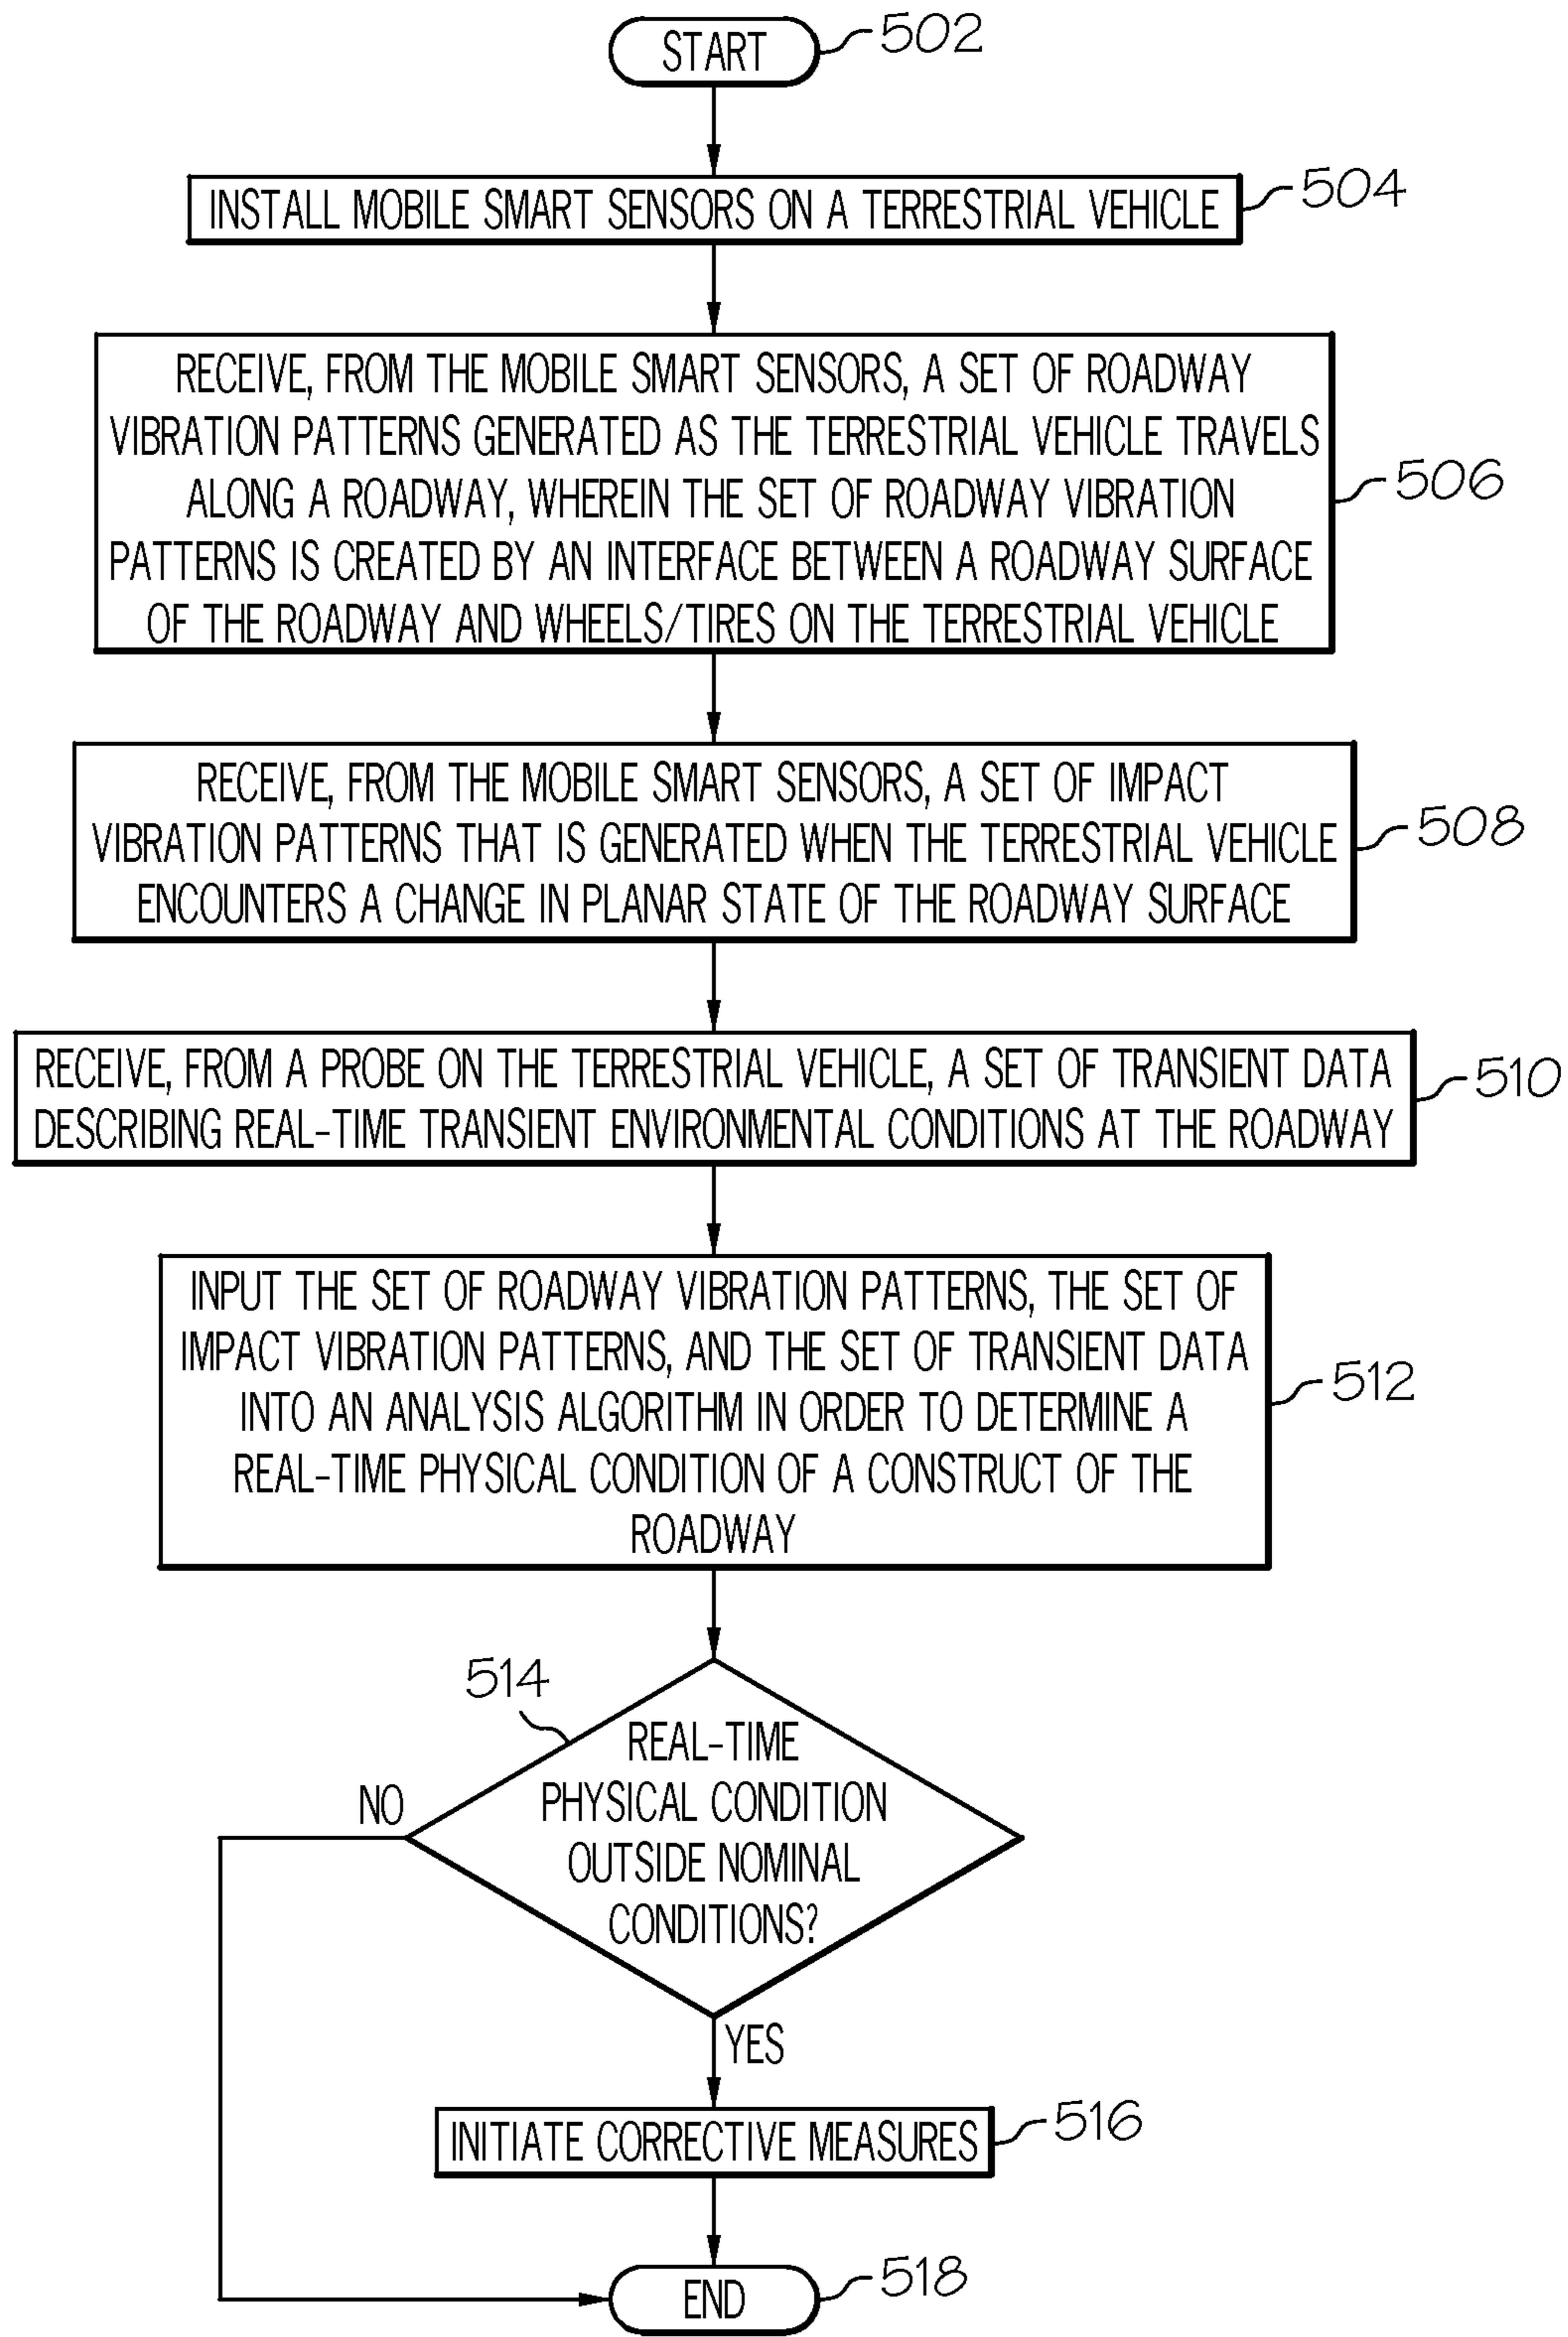 START
502
INSTALL MOBILE SMART SENSORS ON A TERRESTRIAL VEHICLE
504
RECEIVE, FROM THE MOBILE SMART SENSORS, A SET OF ROADWAY
VIBRATION PATTERNS GENERATED AS THE TERRESTRIAL VEHICLE TRAVELS
ALONG A ROADWAY, WHEREIN THE SET OF ROADWAY VIBRATION
PATTERNS IS CREATED BY AN INTERFACE BETWEEN A ROADWAY SURFACE
OF THE ROADWAY AND WHEELS/TIRES ON THE TERRESTRIAL VEHICLE
506
RECEIVE, FROM THE MOBILE SMART SENSORS, A SET OF IMPACT
VIBRATION PATTERNS THAT IS GENERATED WHEN THE TERRESTRIAL VEHICLE
ENCOUNTERS A CHANGE IN PLANAR STATE OF THE ROADWAY SURFACE
508
RECEIVE, FROM A PROBE ON THE TERRESTRIAL VEHICLE, A SET OF TRANSIENT DATA
DESCRIBING REAL-TIME TRANSIENT ENVIRONMENTAL CONDITIONS AT THE ROADWAY
510
INPUT THE SET OF ROADWAY VIBRATION PATTERNS, THE SET OF
IMPACT VIBRATION PATTERNS, AND THE SET OF TRANSIENT DATA
INTO AN ANALYSIS ALGORITHM IN ORDER TO DETERMINE A
REAL-TIME PHYSICAL CONDITION OF A CONSTRUCT OF THE
ROADWAY
512
514
REAL-TIME
PHYSICAL CONDITION
OUTSIDE NOMINAL
CONDITIONS?
NO
YES
INITIATE CORRECTIVE MEASURES
516
END
518